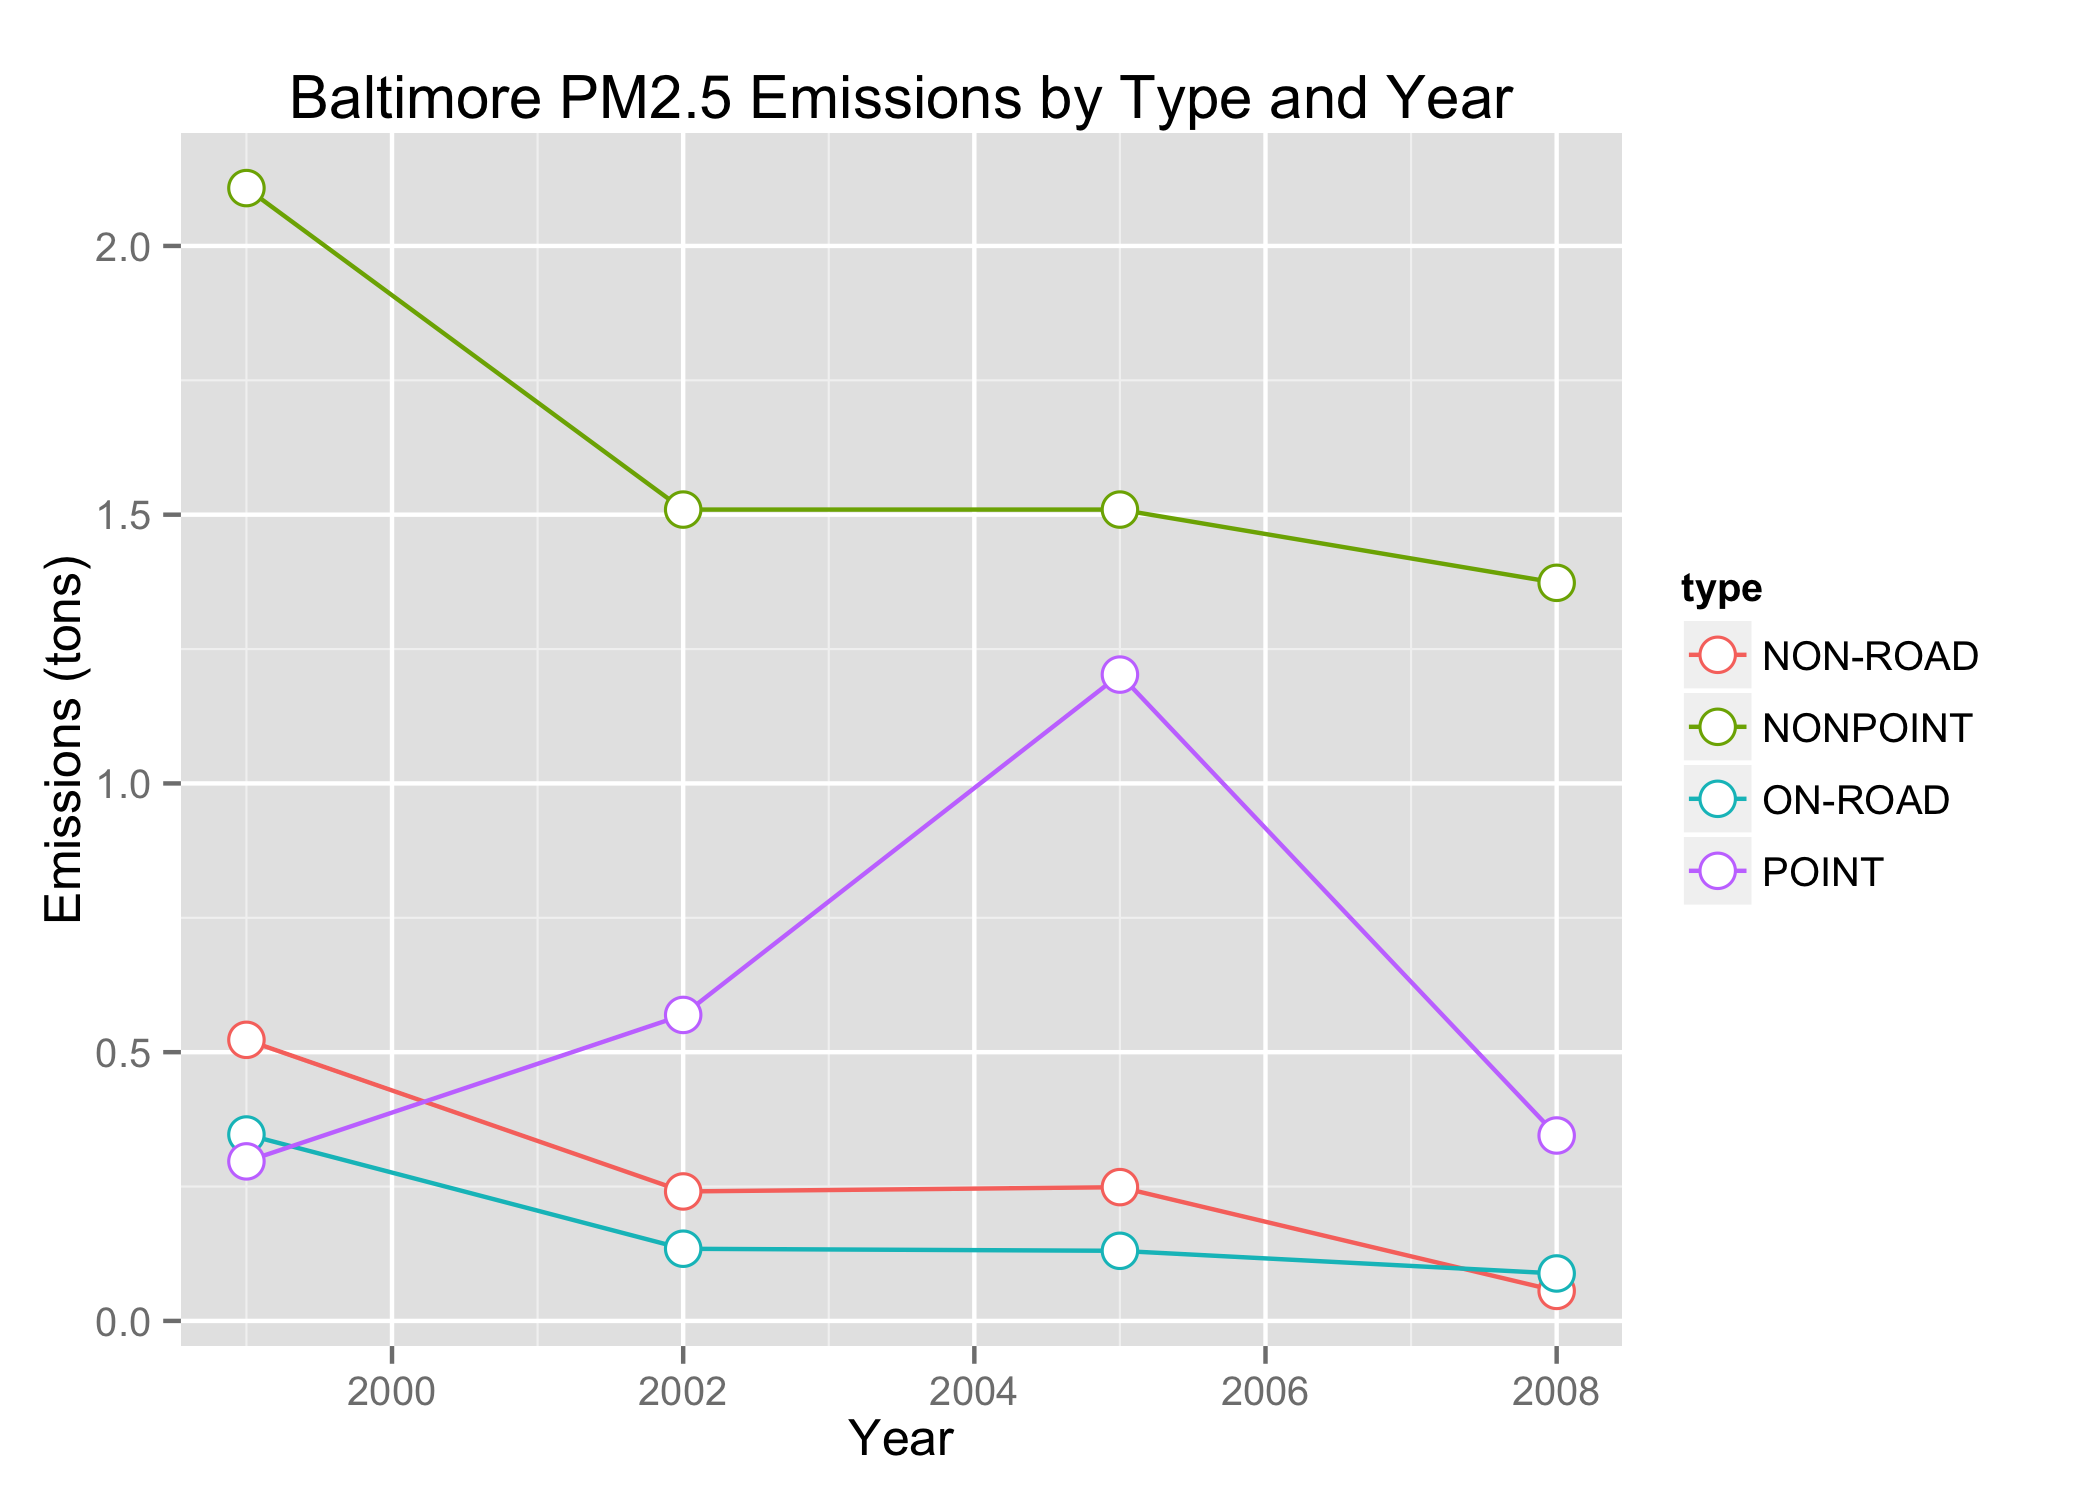 Baltimore PM2.5 Emissions by Type and Year
2.0
1.5
1.0
0.5
0.0
Emissions (tons)
2000 2002 2004 2006 2008
Year
type
NON-ROAD
NONPOINT
ON-ROAD
POINT